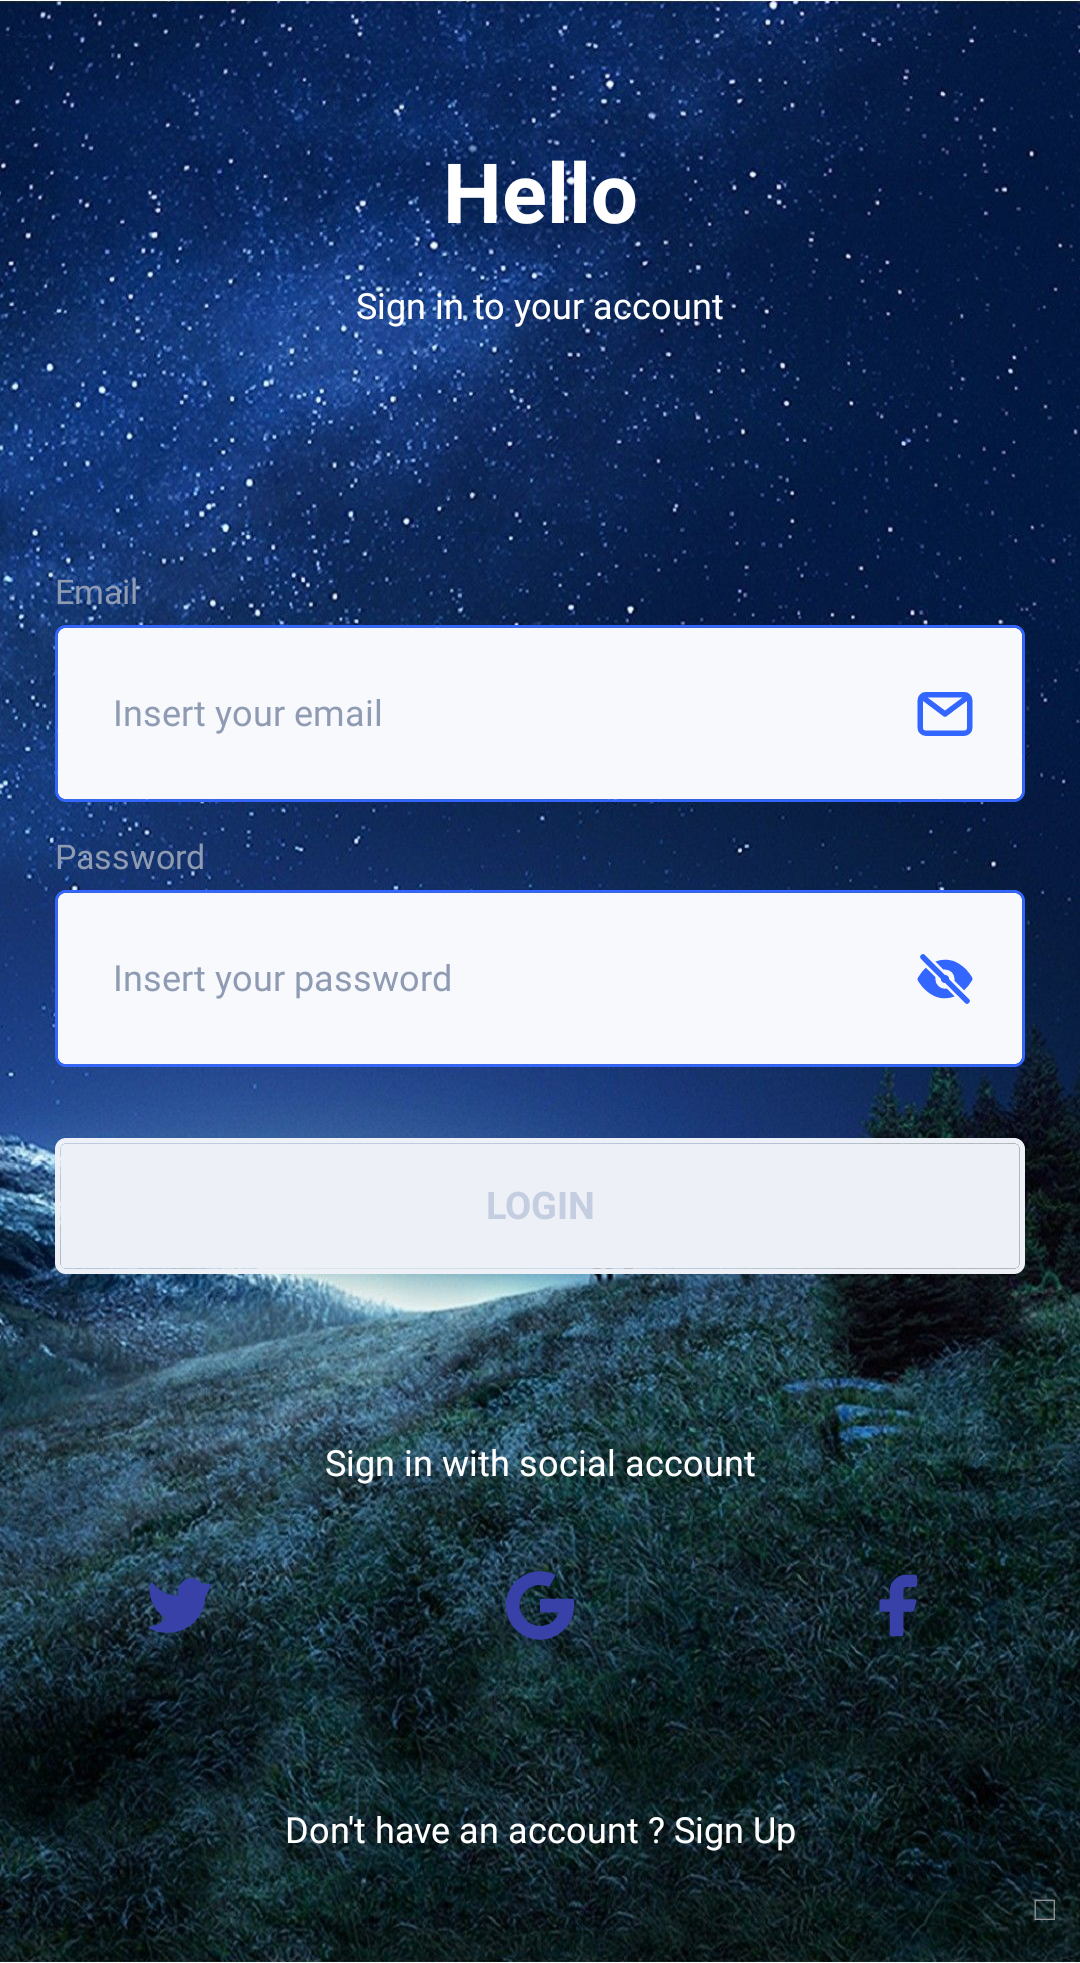 Hello
Sign in to your account
Email
Insert your email
Password
Insert your password
LOGIN
Sign in with social account
Don't have an account ? Sign Up